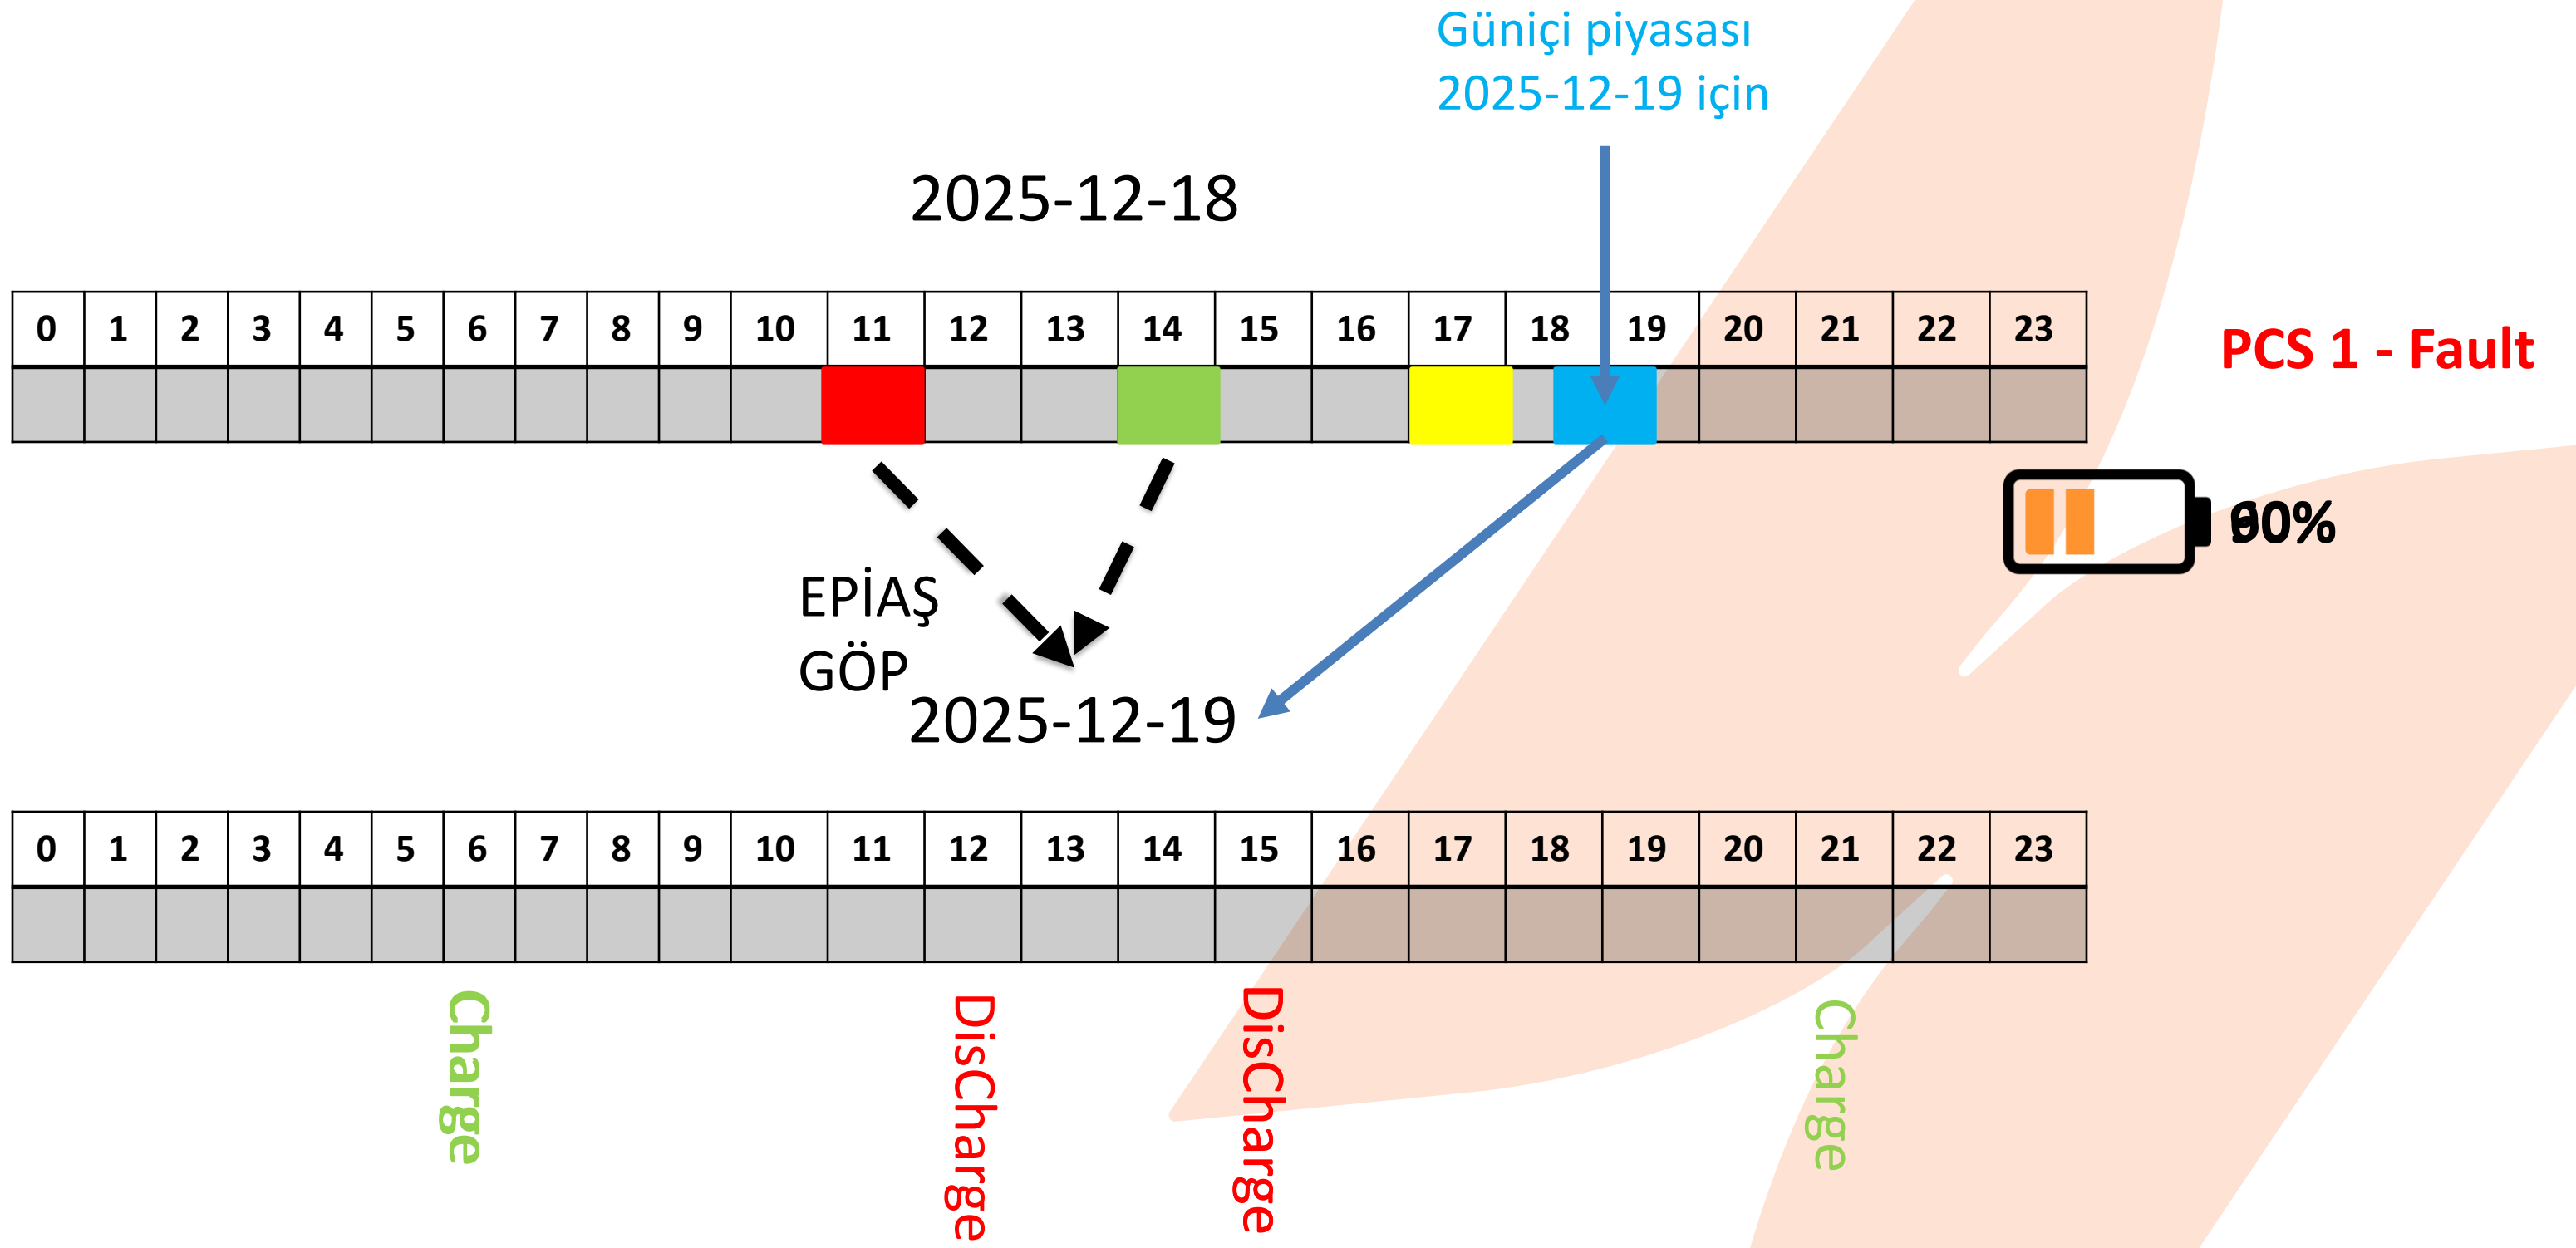 Güniçi piyasası
2025-12-19 için
2025-12-18
0 1 2 3 4 5 6 7 8 9 10 11 12 13 14 15 16 17 18 19 20 21 22 23
PCS 1 - Fault
EPİAŞ
GÖP
2025-12-19
0 1 2 3 4 5 6 7 8 9 10 11 12 13 14 15 16 17 18 19 20 21 22 23
Charge
DisCharge
DisCharge
Charge